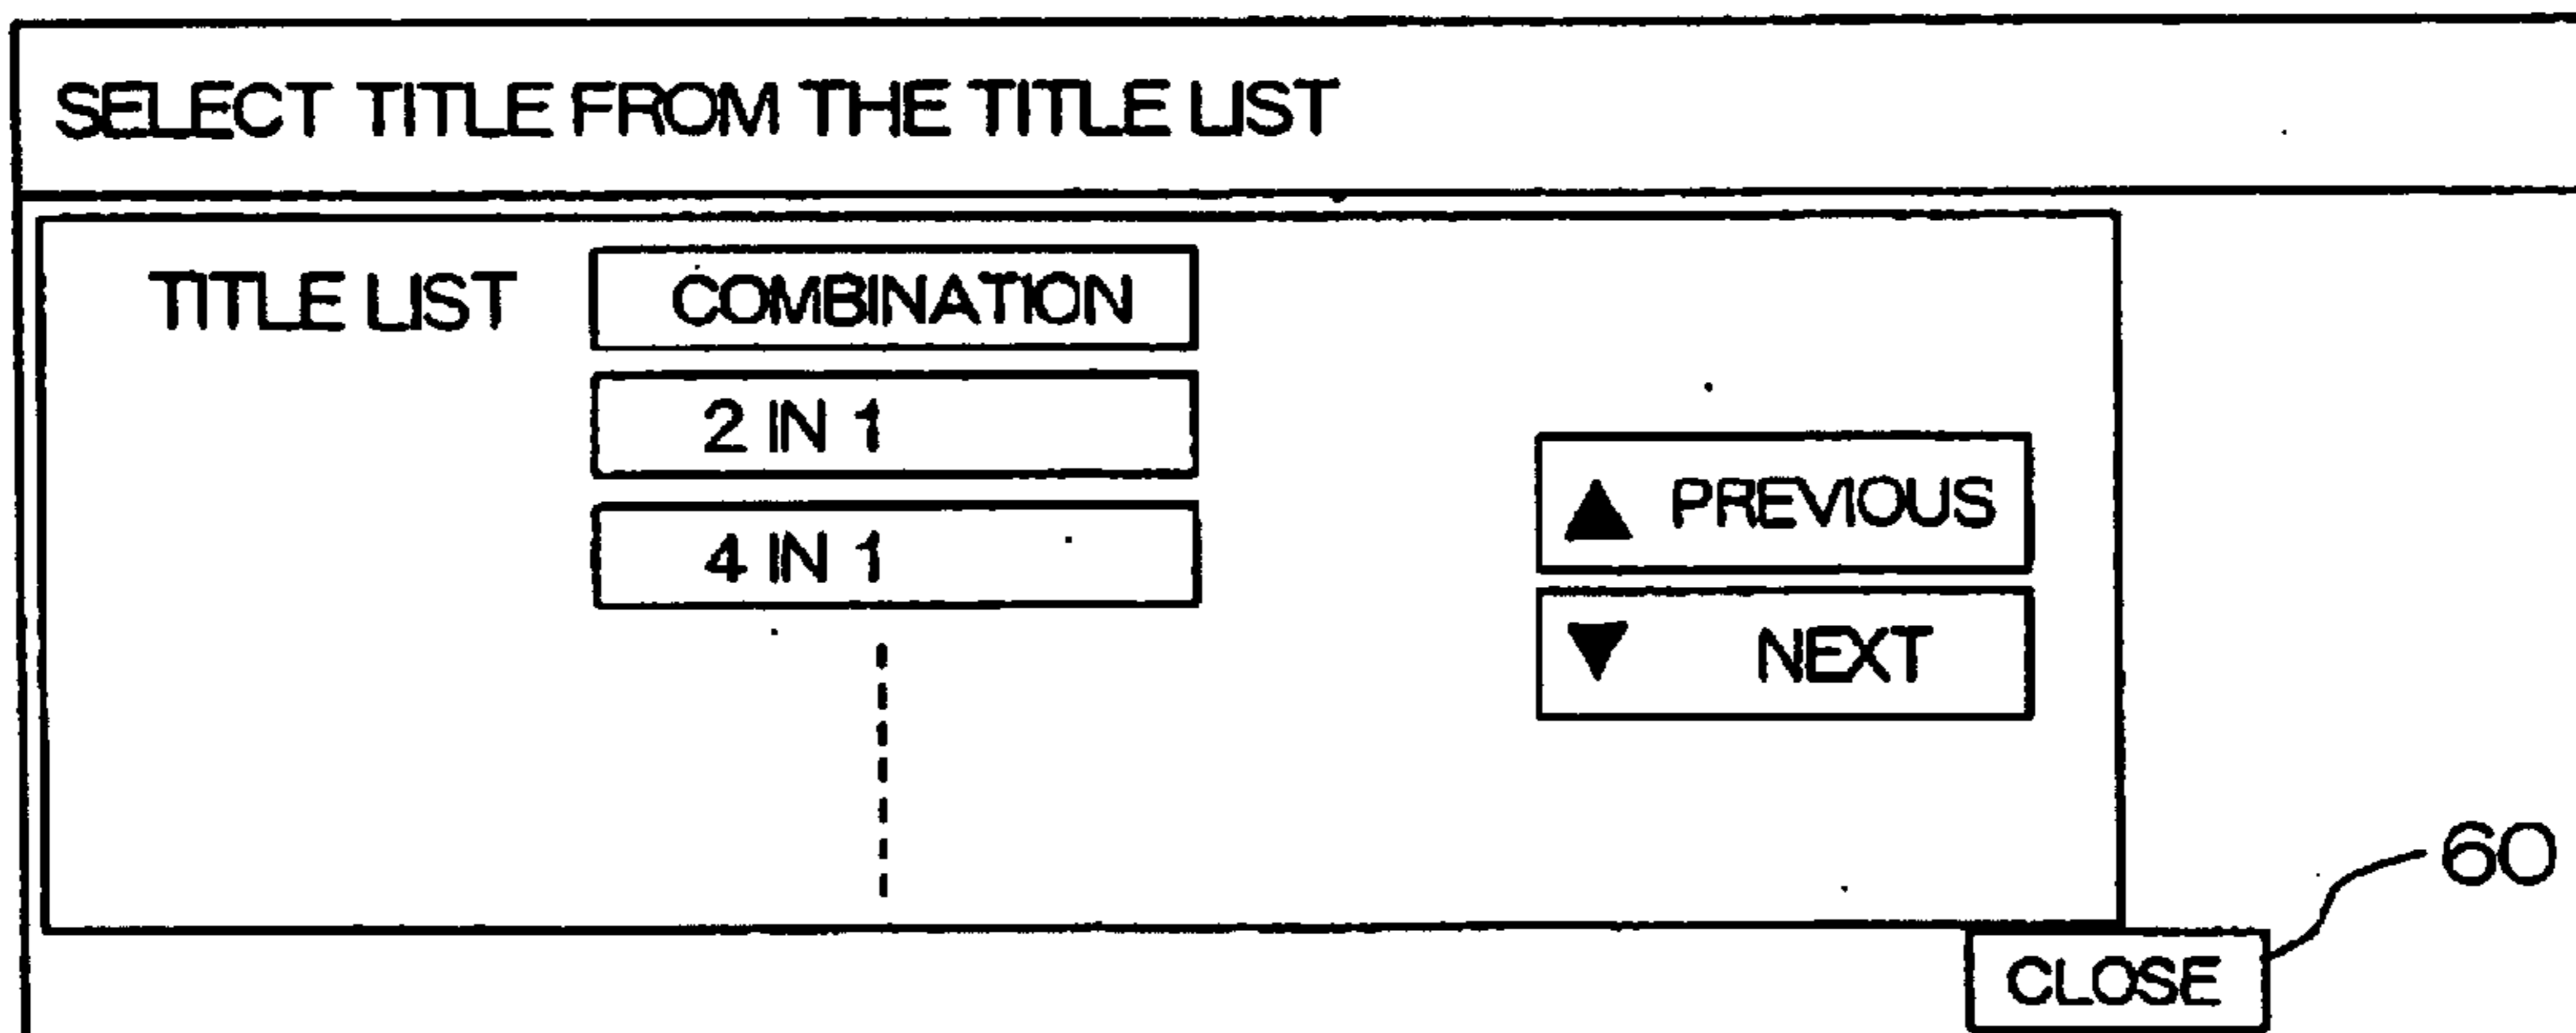 SELECT TITLE FROM THE TITLE LIST
TITLE LIST COMBINATION
2 IN 1
4 IN 1
▲ PREVIOUS
▼ NEXT
60
CLOSE